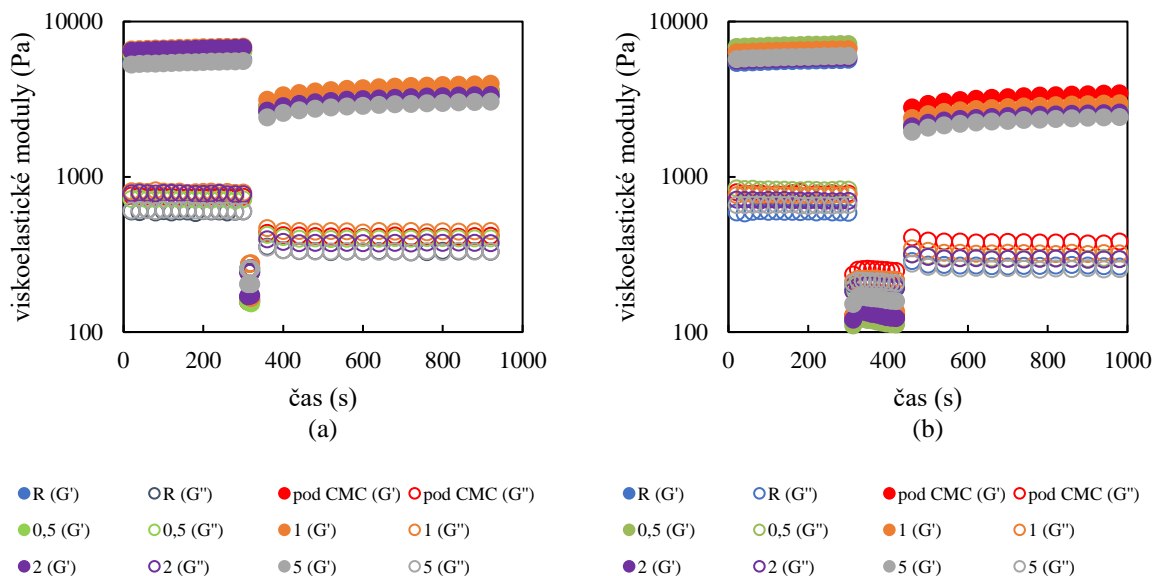 viskoelastické moduly (Pa)
10000
1000
100
0 200 400 600 800 1000
čas (s)
(a)
viskoelastické moduly (Pa)
10000
1000
100
0 200 400 600 800 1000
čas (s)
(b)
R (G') R (G'') pod CMC (G') pod CMC (G'')
0,5 (G') 0,5 (G'') 1 (G') 1 (G'')
2 (G') 2 (G'') 5 (G') 5 (G'')
R (G') R (G'') pod CMC (G') pod CMC (G'')
0,5 (G') 0,5 (G'') 1 (G') 1 (G'')
2 (G') 2 (G'') 5 (G') 5 (G'')